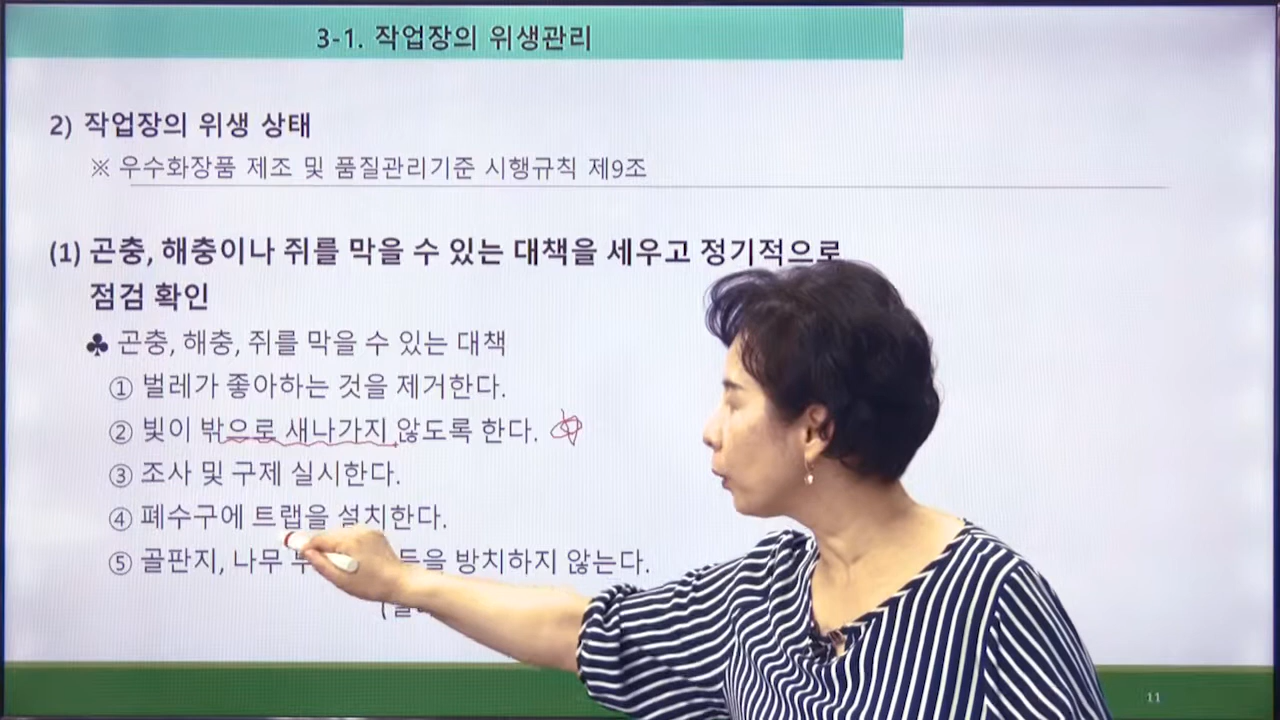 3-1. 작업장의 위생관리
2) 작업장의 위생 상태
※ 우수화장품 제조 및 품질관리기준 시행규칙 제9조
(1) 곤충, 해충이나 쥐를 막을 수 있는 대책을 세우고 정기적으로
점검 확인
♣ 곤충, 해충, 쥐를 막을 수 있는 대책
① 벌레가 좋아하는 것을 제거한다.
② 빛이 밖으로 새나가지 않도록 한다.
③ 조사 및 구제 실시한다.
④ 폐수구에 트랩을 설치한다.
⑤ 골판지, 나무 등을 방치하지 않는다.
11